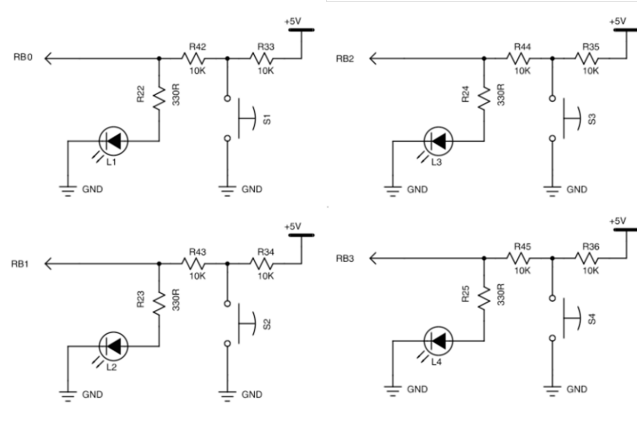 +5V
R42
R33
RB0
10K
10K
R22
330R
S1
L1
GND
GND
+5V
R44
R35
RB2
10K
10K
R24
330R
S3
L3
GND
GND
+5V
R43
R34
RB1
10K
10K
R23
330R
S2
L2
GND
GND
+5V
R45
R36
RB3
10K
10K
R25
330R
S4
L4
GND
GND